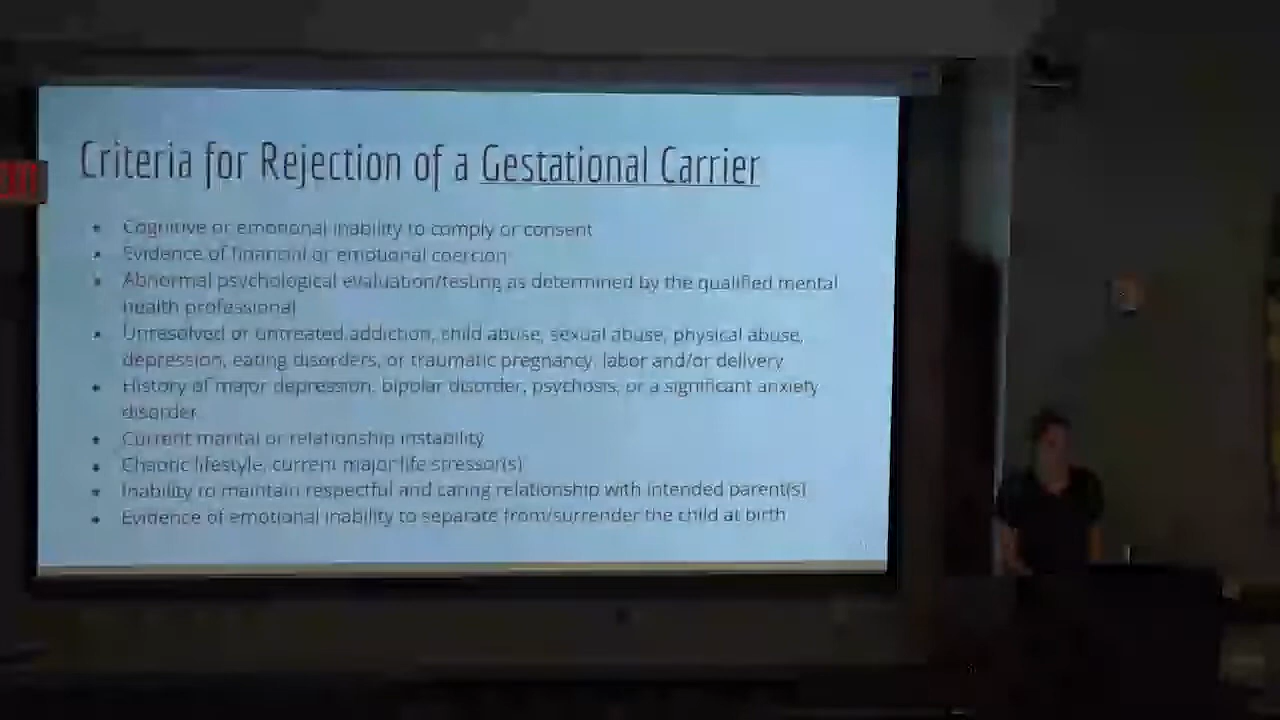 Criteria for Rejection of a Gestational Carrier
Cognitive or emotional inability to comply or consent
Evidence of financial or emotional coercion
Abnormal psychological evaluation/testing as determined by the qualified mental
health professional
Unresolved or untreated addiction, child abuse, sexual abuse, physical abuse,
depression, eating disorders, or traumatic pregnancy, labor and/or delivery
History of major depression, bipolar disorder, psychosis, or a significant anxiety
disorder
Current marital or relationship instability
Chaotic lifestyle, current major life stressor(s)
Inability to maintain respectful and caring relationship with intended parent(s)
Evidence of emotional inability to separate from/surrender the child at birth